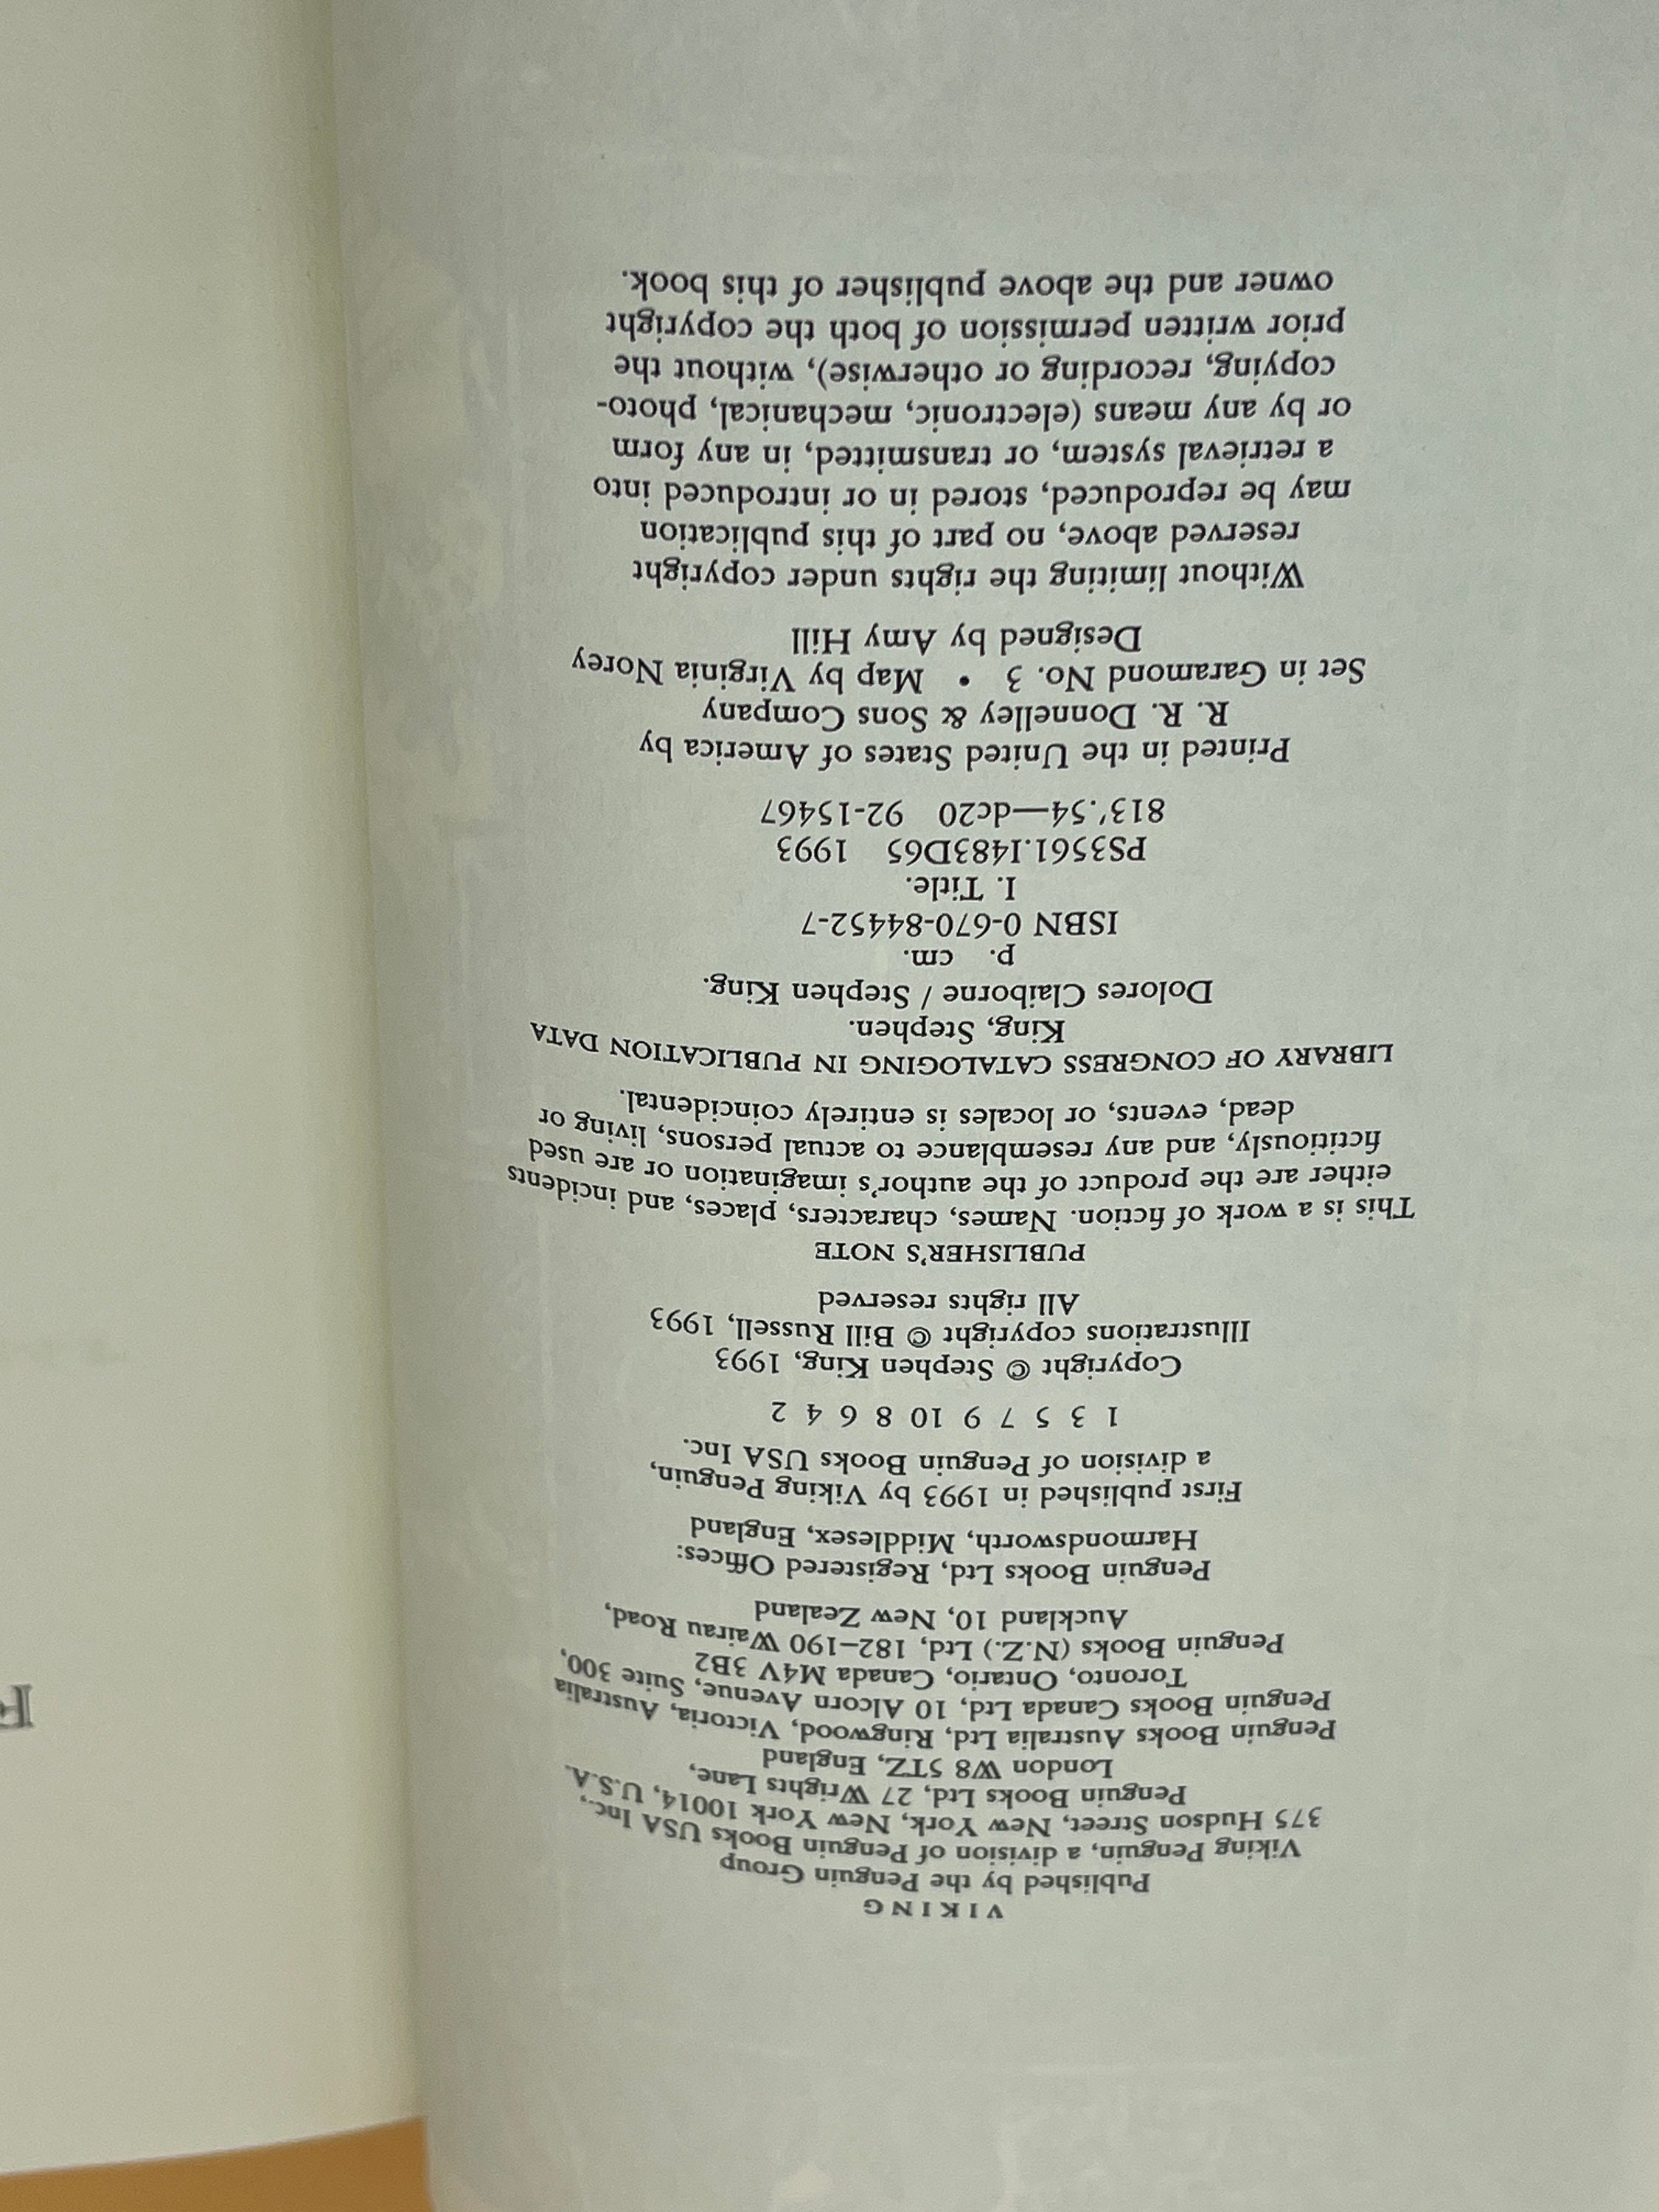 VIKING
Published by the Penguin Group
Viking Penguin, a division of Penguin Books USA Inc.,
375 Hudson Street, New York, New York 10014, U.S.A.
Penguin Books Ltd, 27 Wrights Lane,
London W8 5TZ, England
Penguin Books Australia Ltd, Ringwood, Victoria, Australia
Penguin Books Canada Ltd, 10 Alcorn Avenue, Suite 300,
Toronto, Ontario, Canada M4V 3B2
Penguin Books (N.Z.) Ltd, 182–190 Wairau Road,
Auckland 10, New Zealand
Penguin Books Ltd, Registered Offices:
Harmondsworth, Middlesex, England
First published in 1993 by Viking Penguin,
a division of Penguin Books USA Inc.
1 3 5 7 9 10 8 6 4 2
Copyright © Stephen King, 1993
Illustrations copyright © Bill Russell, 1993
All rights reserved
PUBLISHER'S NOTE
This is a work of fiction. Names, characters, places, and incidents
either are the product of the author's imagination or are used
fictitiously, and any resemblance to actual persons, living or
dead, events, or locales is entirely coincidental.
LIBRARY OF CONGRESS CATALOGING IN PUBLICATION DATA
King, Stephen.
Dolores Claiborne / Stephen King.
p. cm.
ISBN 0-670-84452-7
I. Title.
PS3561.I483D65 1993
813'.54—dc20 92-15467
Printed in the United States of America by
R. R. Donnelley & Sons Company
Set in Garamond No. 3 • Map by Virginia Norey
Designed by Amy Hill
Without limiting the rights under copyright
reserved above, no part of this publication
may be reproduced, stored in or introduced into
a retrieval system, or transmitted, in any form
or by any means (electronic, mechanical, photo-
copying, recording or otherwise), without the
prior written permission of both the copyright
owner and the above publisher of this book.